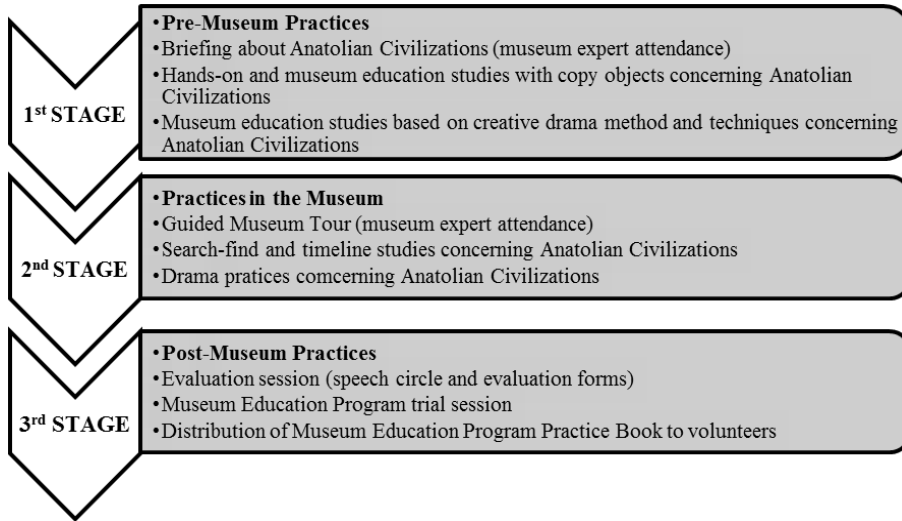 1st STAGE
•Pre-Museum Practices
•Briefing about Anatolian Civilizations (museum expert attendance)
•Hands-on and museum education studies with copy objects concerning Anatolian
Civilizations
•Museum education studies based on creative drama method and techniques concerning
Anatolian Civilizations
2nd STAGE
•Practices in the Museum
•Guided Museum Tour (museum expert attendance)
•Search-find and timeline studies concerning Anatolian Civilizations
•Drama pratices comcerning Anatolian Civilizations
3rd STAGE
•Post-Museum Practices
•Evaluation session (speech circle and evaluation forms)
•Museum Education Program trial session
•Distribution of Museum Education Program Practice Book to volunteers